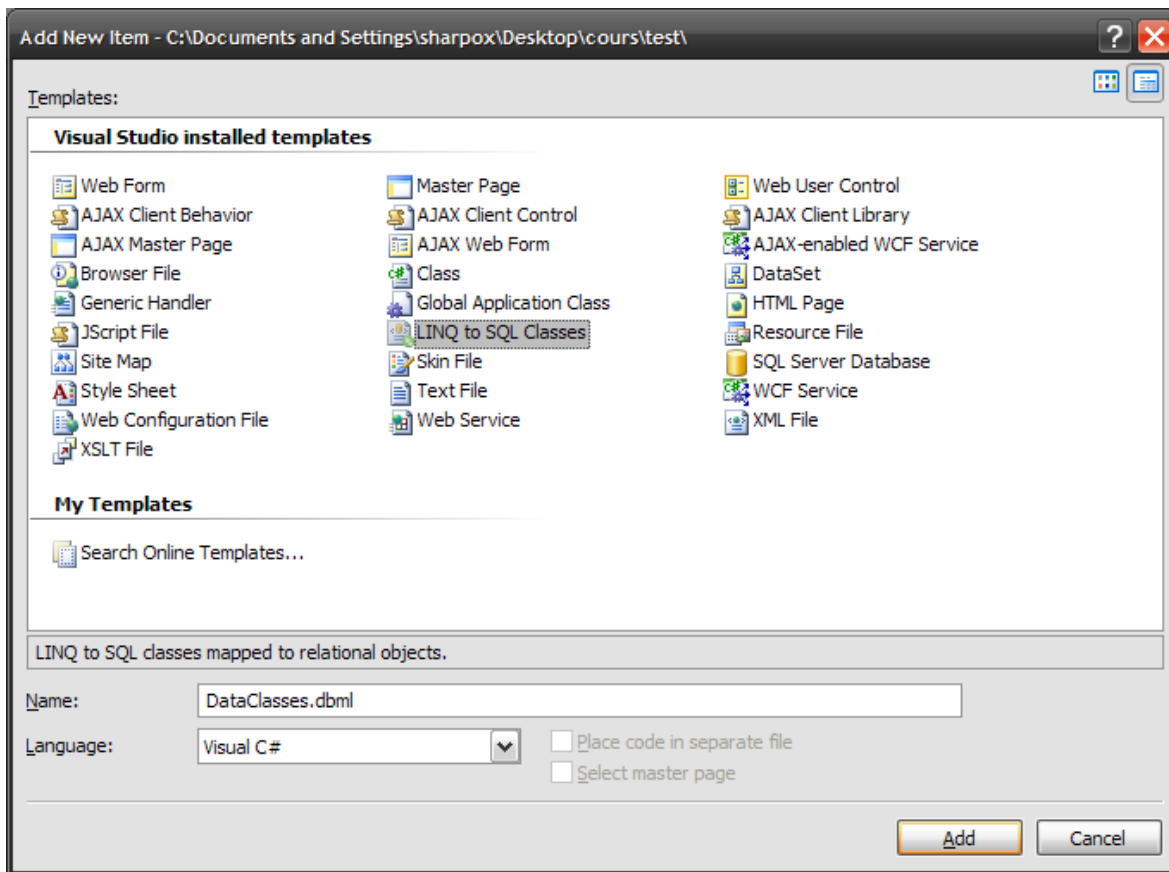 Add New Item - C:\Documents and Settings\sharpox\Desktop\cours\test\
Templates:
Visual Studio installed templates
Web Form Master Page Web User Control
AJAX Client Behavior AJAX Client Control AJAX Client Library
AJAX Master Page AJAX Web Form AJAX-enabled WCF Service
Browser File Class DataSet
Generic Handler Global Application Class HTML Page
JScript File LINQ to SQL Classes Resource File
Site Map Skin File SQL Server Database
Style Sheet Text File WCF Service
Web Configuration File Web Service XML File
XSLT File
My Templates
Search Online Templates...
LINQ to SQL classes mapped to relational objects.
Name: DataClasses.dbml
Language: Visual C# Place code in separate file
Select master page
Add Cancel